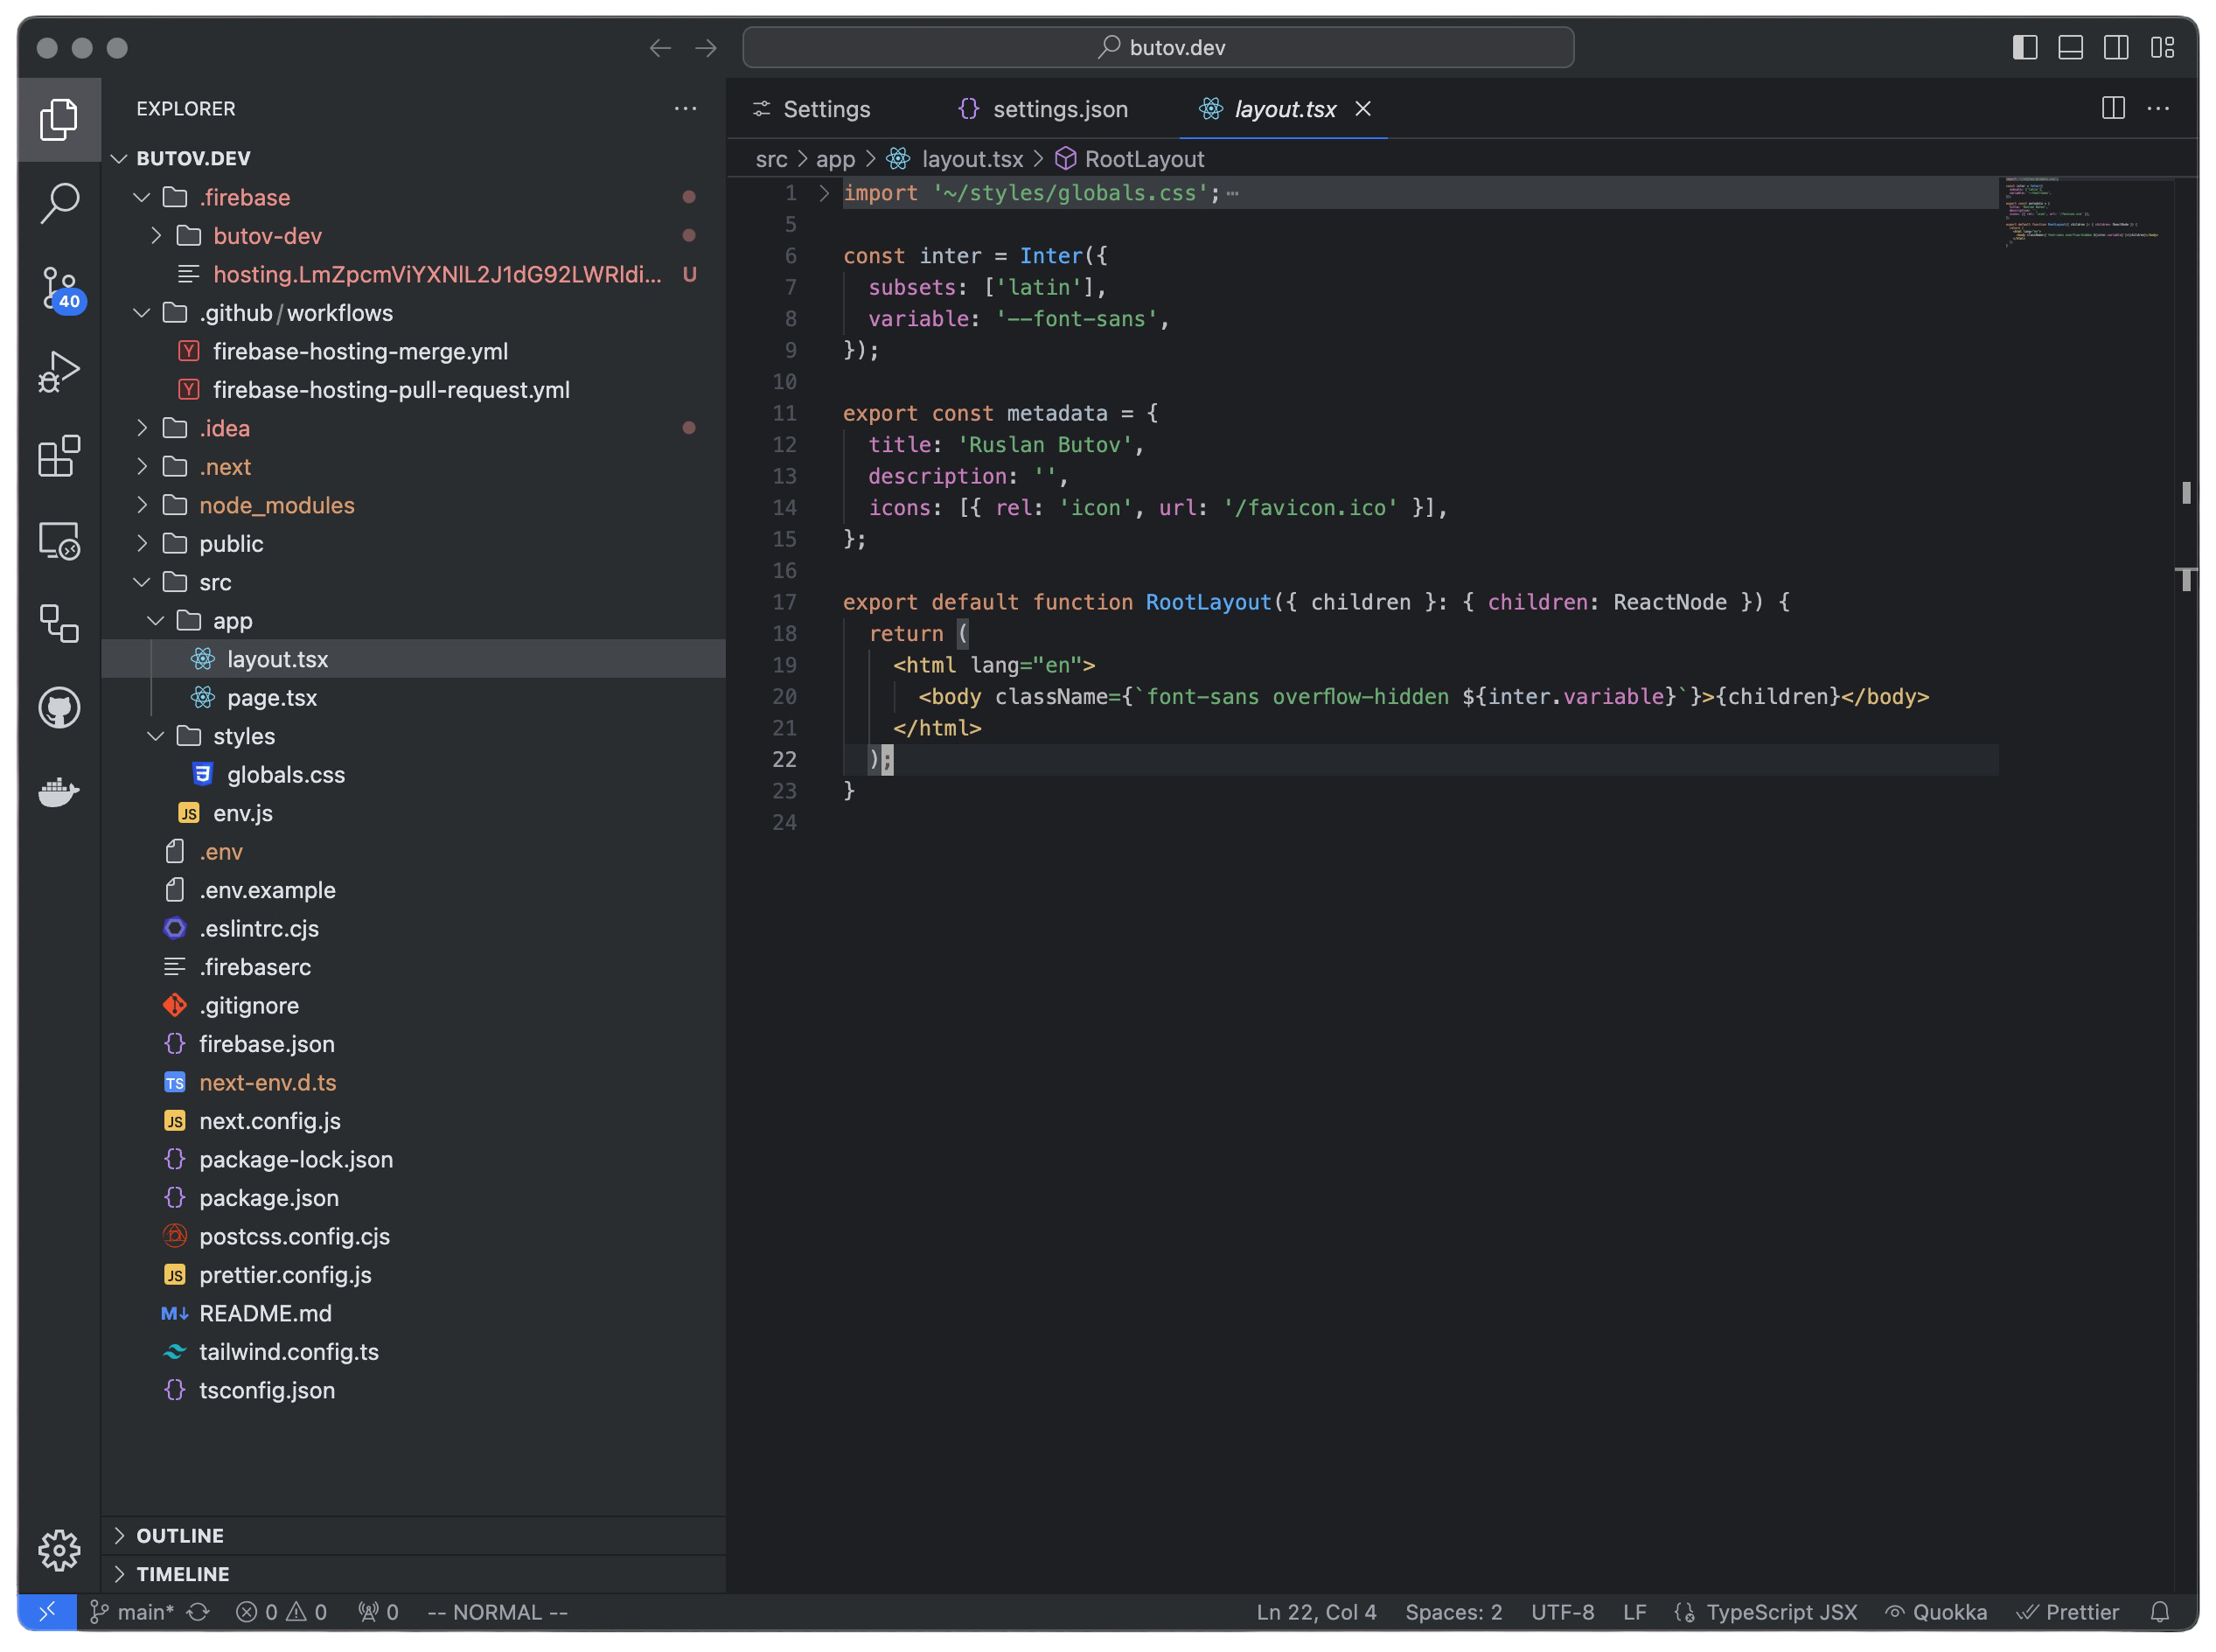 butov.dev
EXPLORER
BUTOV.DEV
.firebase
butov-dev
hosting.LmZpcmViYXNlL2J1dG92LWRldi... U
.github/workflows
firebase-hosting-merge.yml
firebase-hosting-pull-request.yml
.idea
.next
node_modules
public
src
app
layout.tsx
page.tsx
styles
globals.css
JS env.js
.env
.env.example
.eslintrc.cjs
.firebaserc
.gitignore
{} firebase.json
TS next-env.d.ts
JS next.config.js
{} package-lock.json
{} package.json
postcss.config.cjs
JS prettier.config.js
M↓ README.md
tailwind.config.ts
{} tsconfig.json
OUTLINE
TIMELINE
40
Settings {} settings.json layout.tsx
src > app > layout.tsx > RootLayout
1 import '~/styles/globals.css';
5
6 const inter = Inter({
7 subsets: ['latin'],
8 variable: '--font-sans',
9 });
10
11 export const metadata = {
12 title: 'Ruslan Butov',
13 description: '',
14 icons: [{ rel: 'icon', url: '/favicon.ico' }],
15 };
16
17 export default function RootLayout({ children }: { children: ReactNode }) {
18 return (
19 <html lang="en">
20 <body className={`font-sans overflow-hidden ${inter.variable}`}>{children}</body>
21 </html>
22 );
23 }
24
main* 0 0 0 -- NORMAL -- Ln 22, Col 4 Spaces: 2 UTF-8 LF TypeScript JSX Quokka Prettier